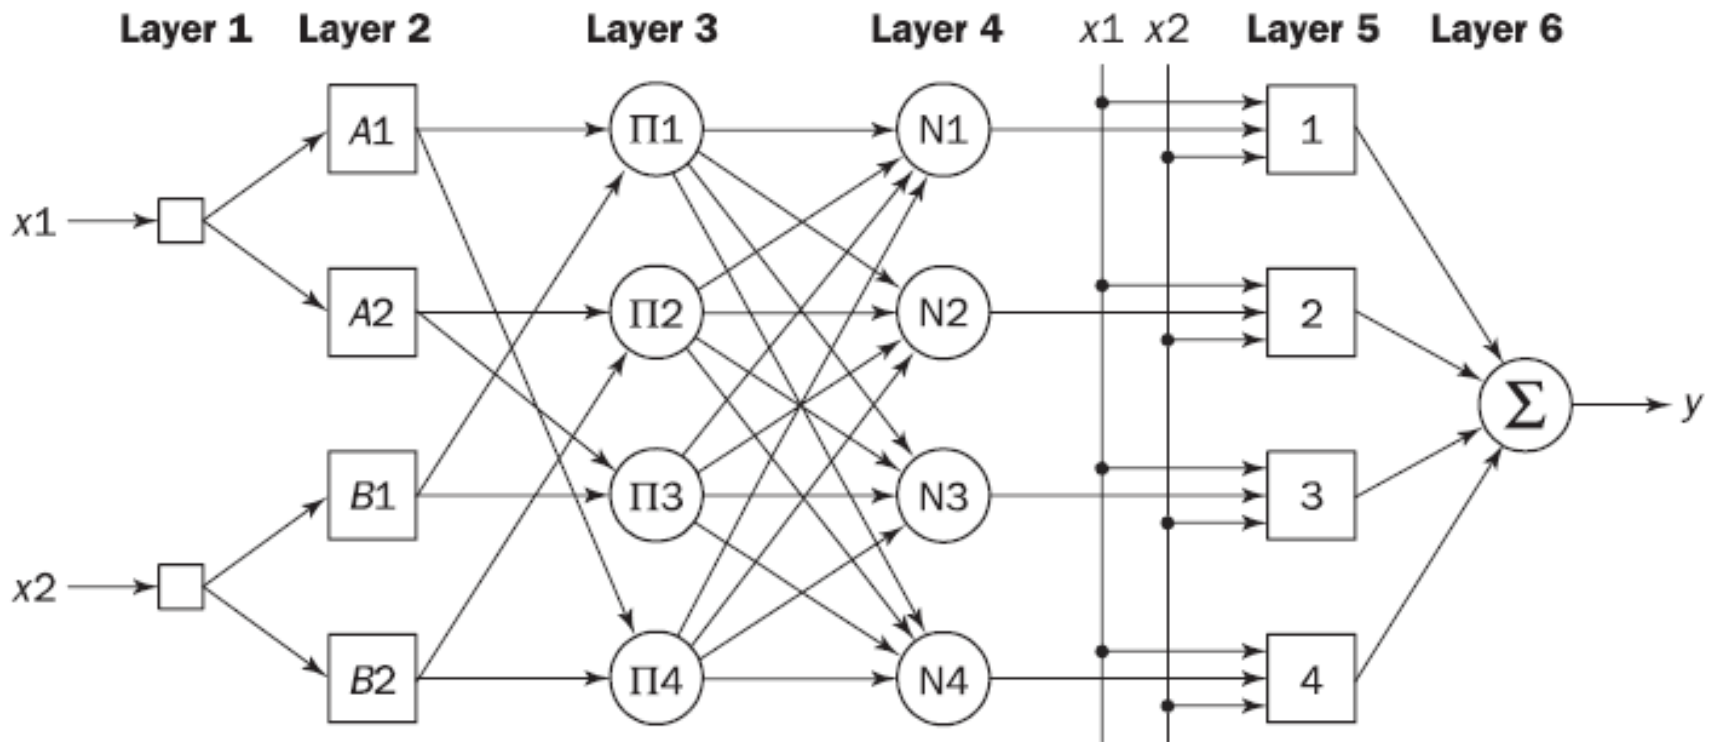 Layer 1 Layer 2 Layer 3 Layer 4 x1 x2 Layer 5 Layer 6
A1 Π1 N1 1
x1
A2 Π2 N2 2
Σ y
B1 Π3 N3 3
x2
B2 Π4 N4 4